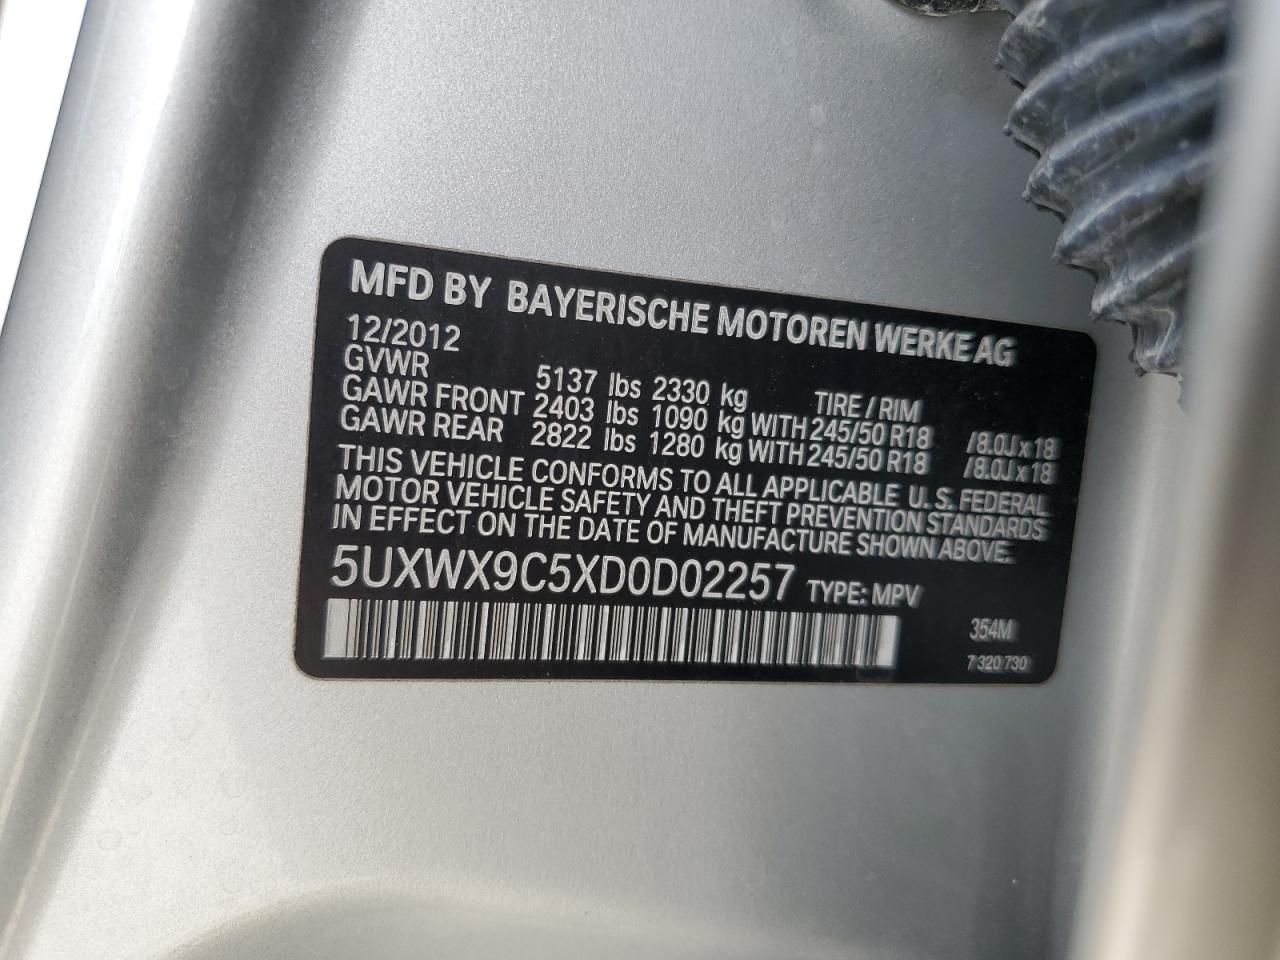 MFD BY BAYERISCHE MOTOREN WERKE AG
12/2012
GVWR 5137 lbs 2330 kg TIRE / RIM
GAWR FRONT 2403 lbs 1090 kg WITH 245/50 R18 /8.0J x 18
GAWR REAR 2822 lbs 1280 kg WITH 245/50 R18 /8.0J x 18
THIS VEHICLE CONFORMS TO ALL APPLICABLE U. S. FEDERAL
MOTOR VEHICLE SAFETY AND THEFT PREVENTION STANDARDS
IN EFFECT ON THE DATE OF MANUFACTURE SHOWN ABOVE.
5UXWX9C5XD0D02257 TYPE: MPV
354M
7 320 730